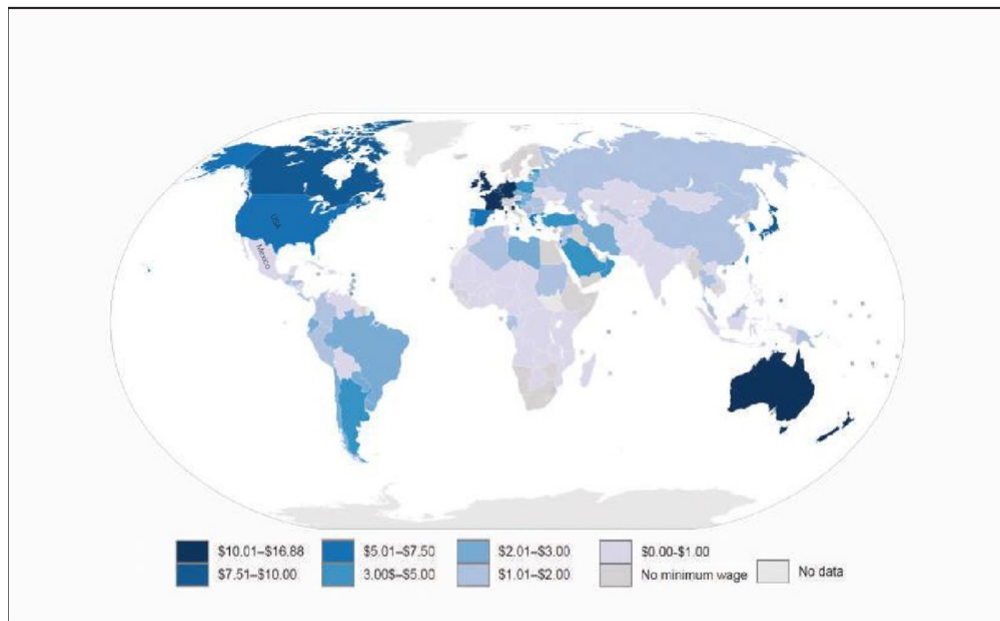 USA
Mexico
$10.01–$16.88
$5.01–$7.50
$2.01–$3.00
$0.00-$1.00
$7.51–$10.00
3.00$–$5.00
$1.01–$2.00
No minimum wage
No data